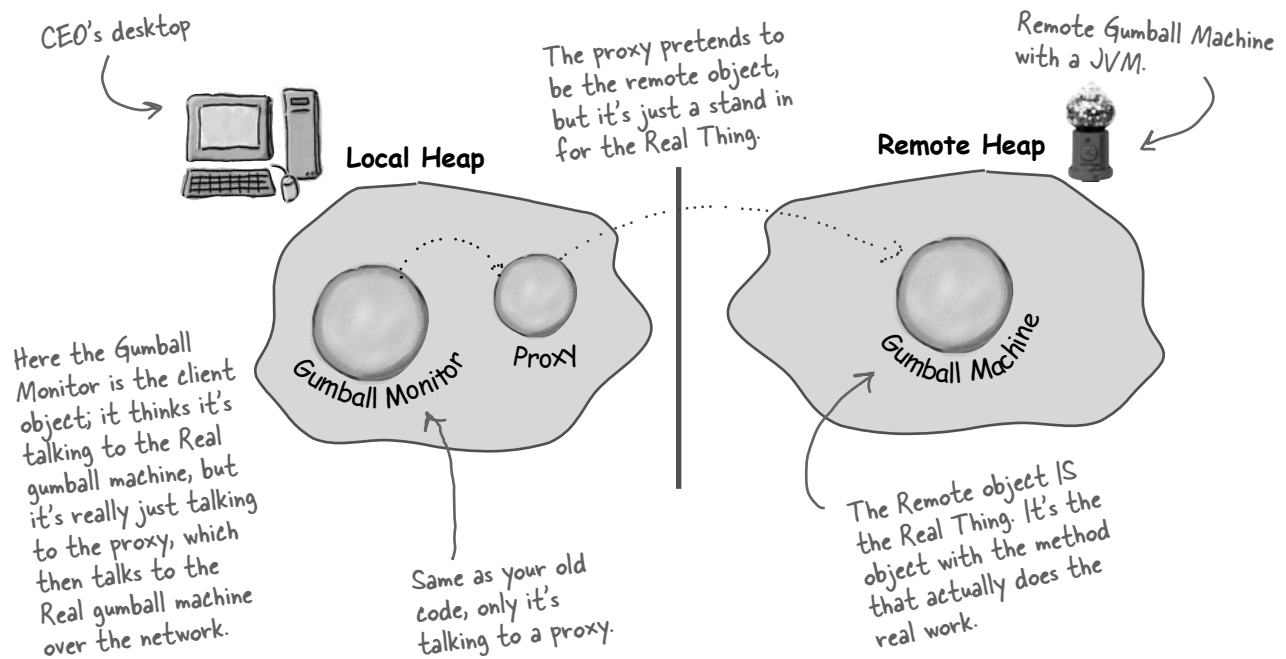 CEO's desktop
The proxy pretends to
be the remote object,
but it's just a stand in
for the Real Thing.
Remote Gumball Machine
with a JVM.
Local Heap
Remote Heap
Gumball Monitor
Proxy
Gumball Machine
Here the Gumball
Monitor is the client
object; it thinks it's
talking to the Real
gumball machine, but
it's really just talking
to the proxy, which
then talks to the
Real gumball machine
over the network.
Same as your old
code, only it's
talking to a proxy.
The Remote object IS
the Real Thing. It's the
object with the method
that actually does the
real work.